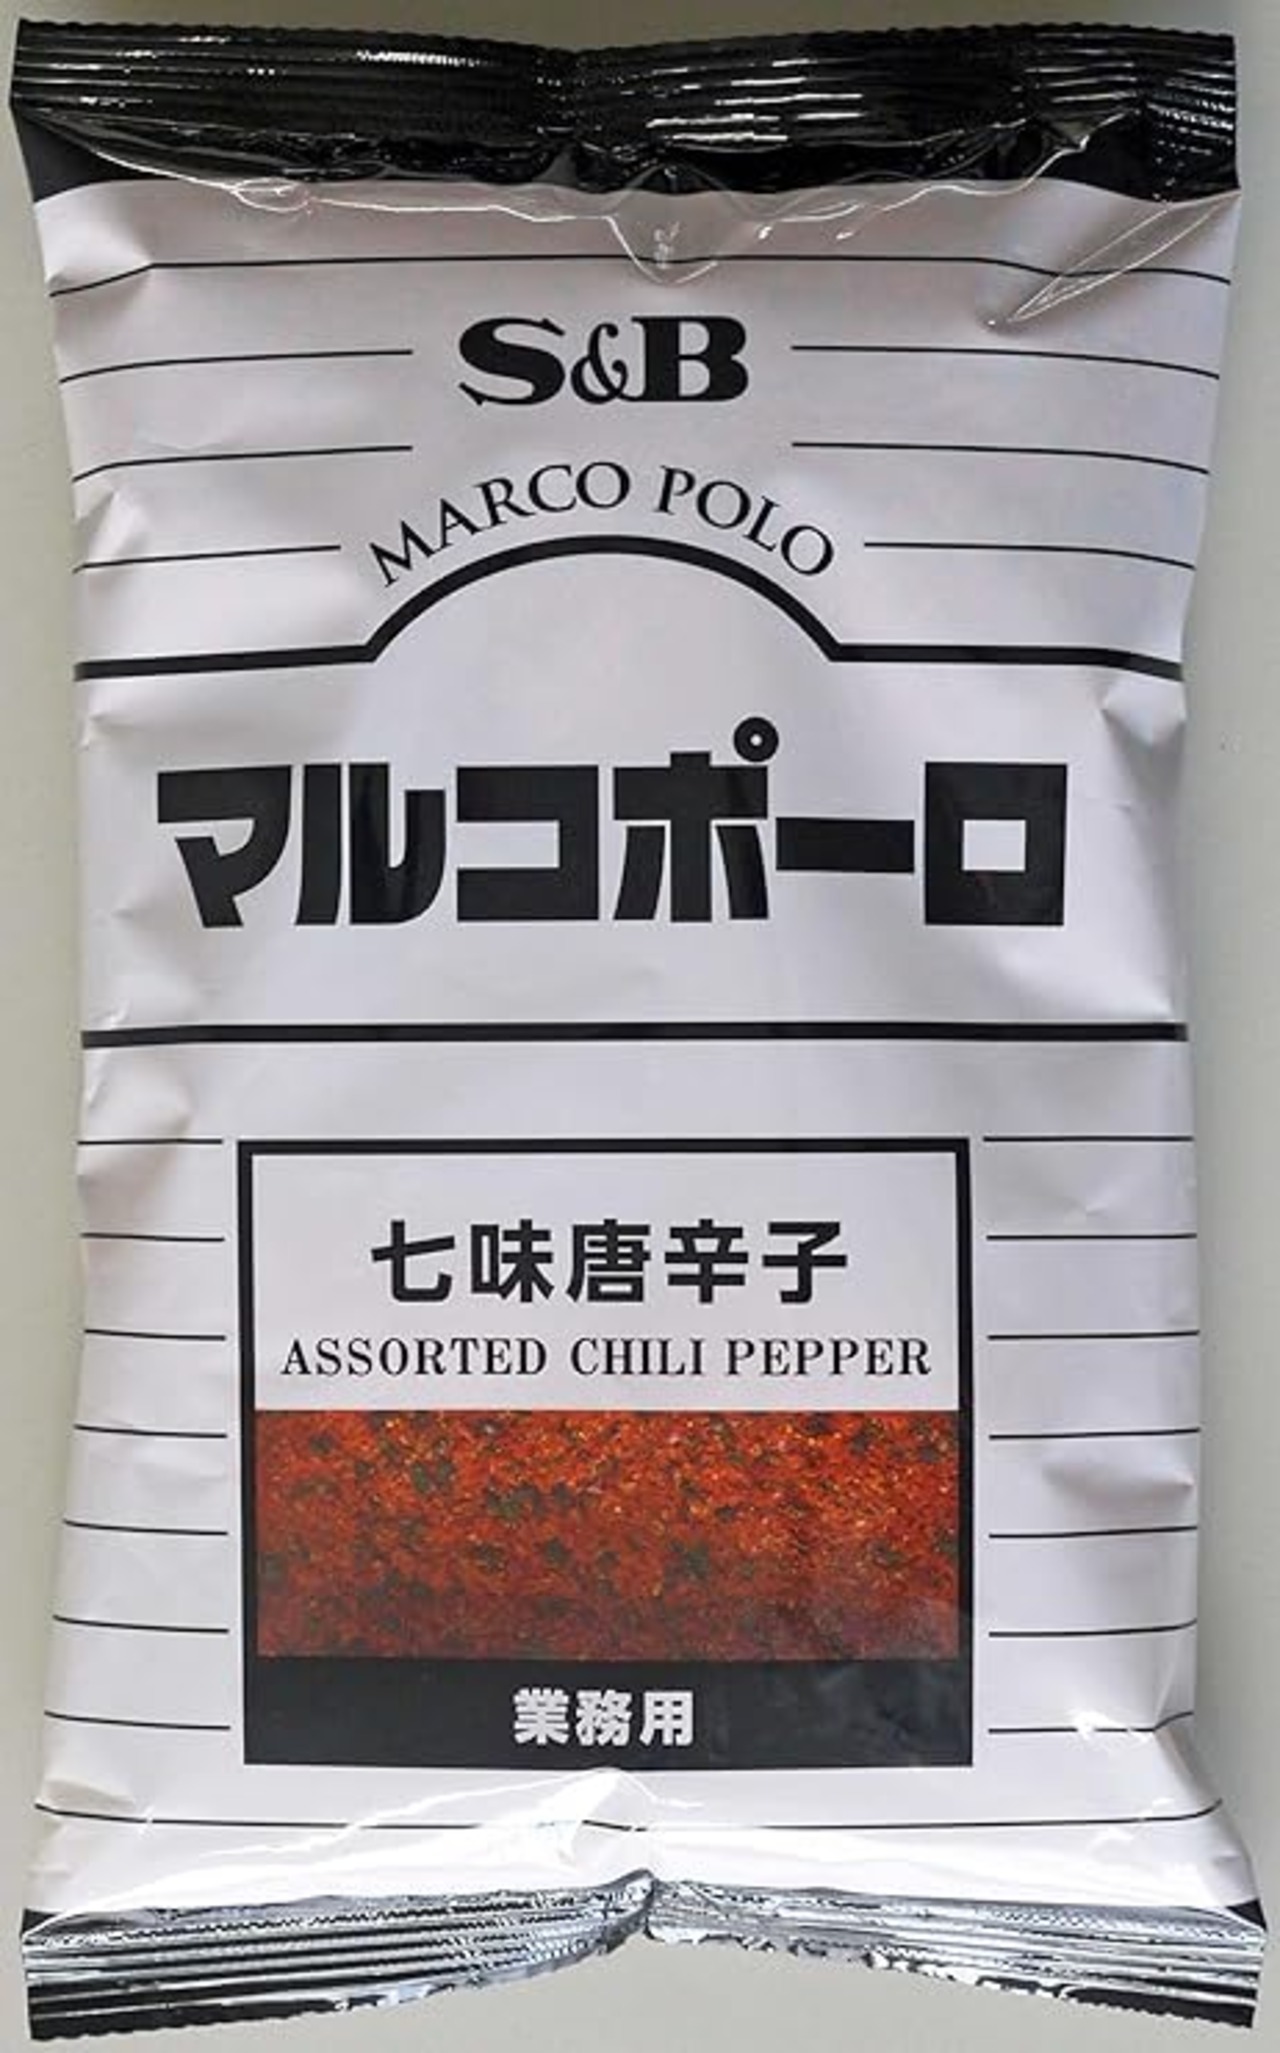 S&B
MARCO POLO
マルコポーロ
七味唐辛子
ASSORTED CHILI PEPPER
業務用